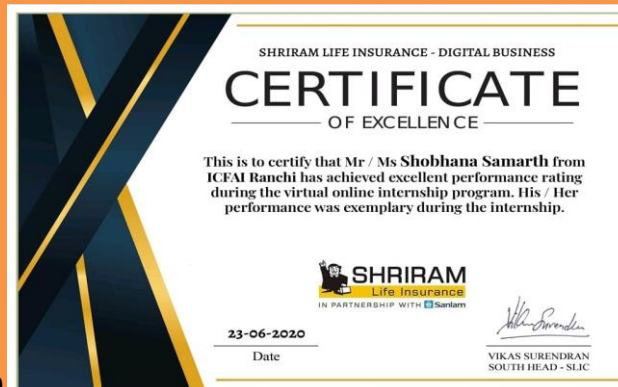 SHRIRAM LIFE INSURANCE - DIGITAL BUSINESS
CERTIFICATE
OF EXCELLENCE
This is to certify that Mr / Ms Shobhana Samarth from
ICFAI Ranchi has achieved excellent performance rating
during the virtual online internship program. His / Her
performance was exemplary during the internship.
SHRIRAM
Life Insurance
IN PARTNERSHIP WITH Sanlam
23-06-2020
Date
Vikas Surendran
VIKAS SURENDRAN
SOUTH HEAD - SLIC